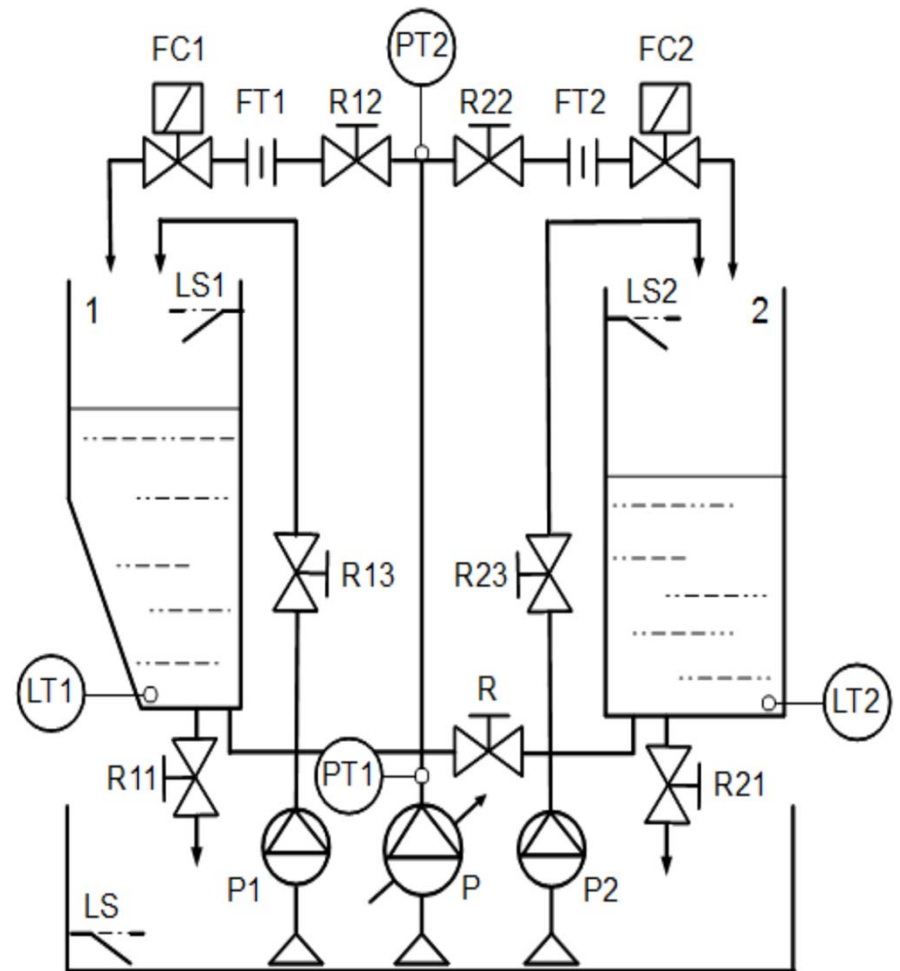 FC1 PT2 FC2
FT1 R12 R22 FT2
1 LS1 LS2 2
R13 R23
LT1 R LT2
R11 PT1 R21
P1 P P2
LS